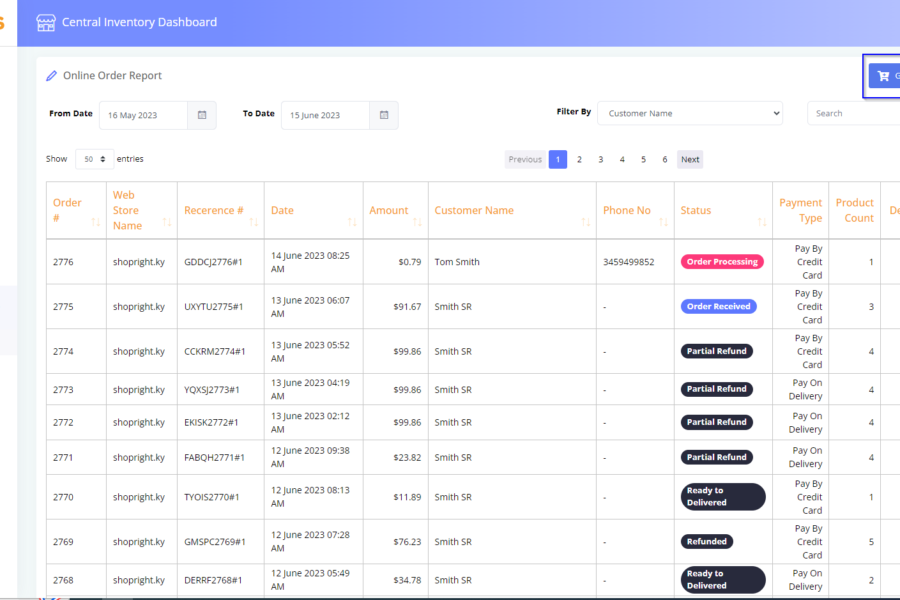 Central Inventory Dashboard
Online Order Report
From Date 16 May 2023 To Date 15 June 2023 Filter By Customer Name Search
Show 50 entries Previous 1 2 3 4 5 6 Next
Order # Web Store Name Recerence # Date Amount Customer Name Phone No Status Payment Type Product Count
2776 shopright.ky GDDCJ2776#1 14 June 2023 08:25 AM $0.79 Tom Smith 3459499852 Order Processing Pay By Credit Card 1
2775 shopright.ky UXYTU2775#1 13 June 2023 06:07 AM $91.67 Smith SR - Order Received Pay By Credit Card 3
2774 shopright.ky CCKRM2774#1 13 June 2023 05:52 AM $99.86 Smith SR - Partial Refund Pay By Credit Card 4
2773 shopright.ky YQXSJ2773#1 13 June 2023 04:19 AM $99.86 Smith SR - Partial Refund Pay On Delivery 4
2772 shopright.ky EKISK2772#1 13 June 2023 02:12 AM $99.86 Smith SR - Partial Refund Pay On Delivery 4
2771 shopright.ky FABQH2771#1 12 June 2023 09:38 AM $23.82 Smith SR - Partial Refund Pay On Delivery 4
2770 shopright.ky TYOIS2770#1 12 June 2023 08:13 AM $11.89 Smith SR - Ready to Delivered Pay By Credit Card 1
2769 shopright.ky GMSPC2769#1 12 June 2023 07:28 AM $76.23 Smith SR - Refunded Pay By Credit Card 5
2768 shopright.ky DERRF2768#1 12 June 2023 05:49 AM $34.78 Smith SR - Ready to Delivered Pay On Delivery 2